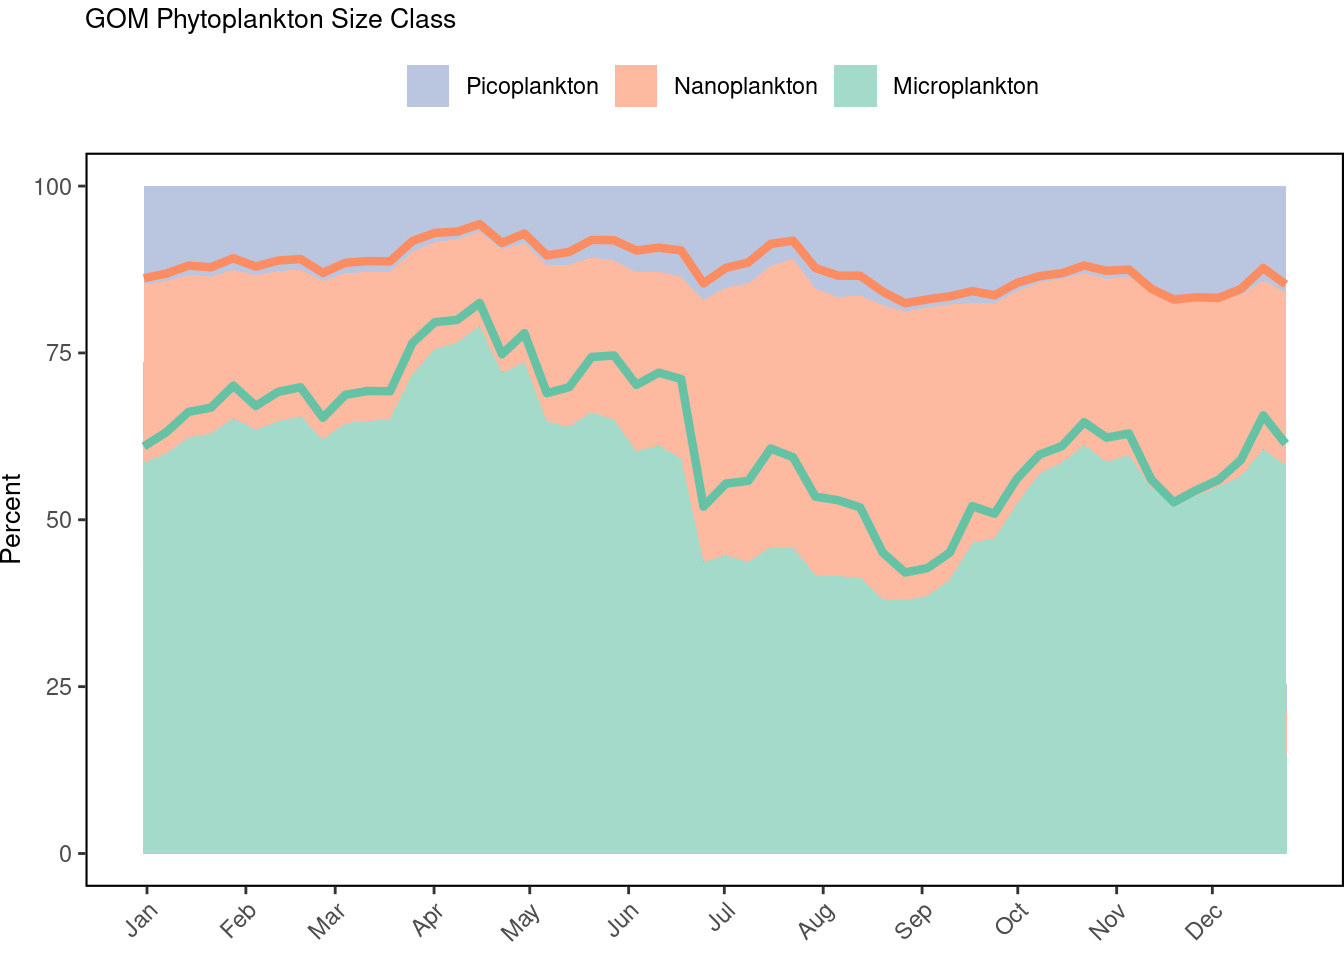 GOM Phytoplankton Size Class
Picoplankton Nanoplankton Microplankton
100
75
50
25
0
Percent
Jan Feb Mar Apr May Jun Jul Aug Sep Oct Nov Dec